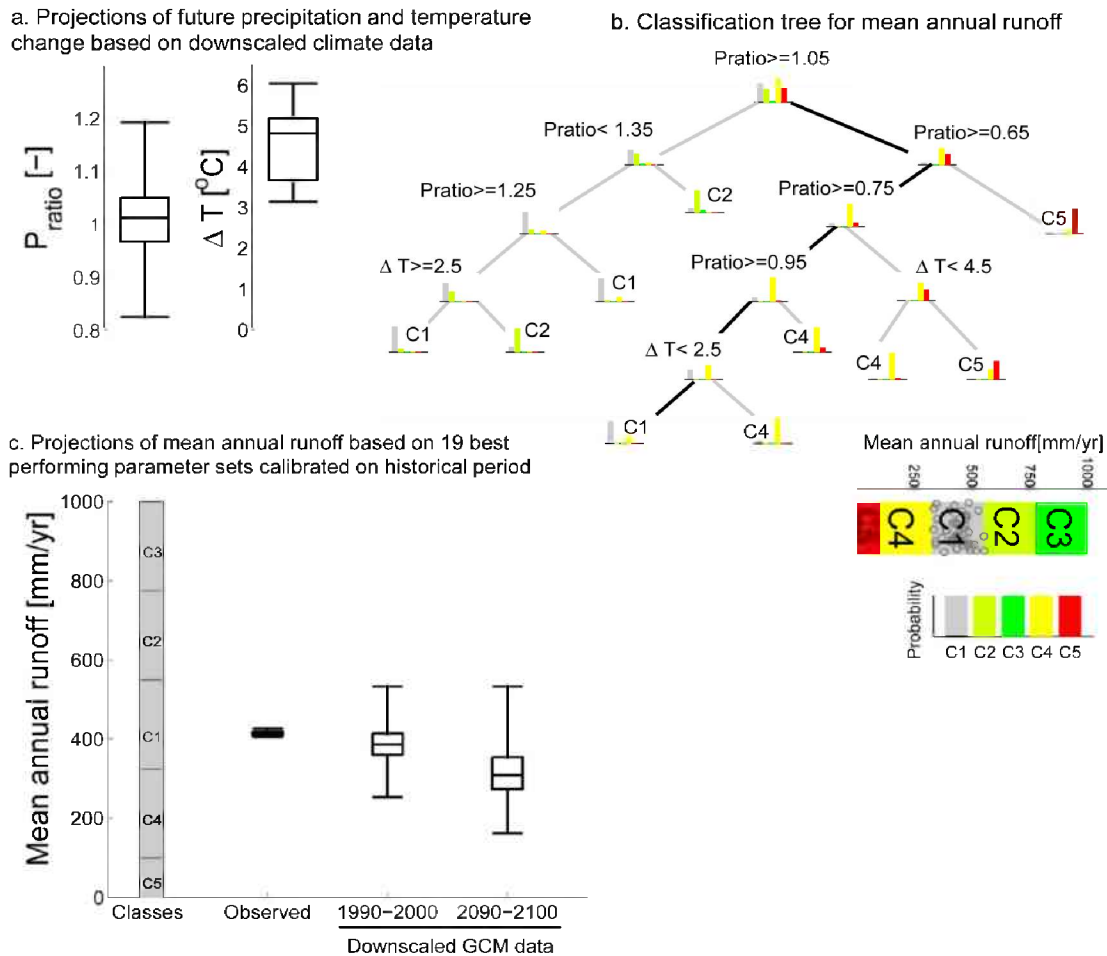 a. Projections of future precipitation and temperature
change based on downscaled climate data
P ratio [−]
1.2
1.1
1
0.9
0.8
Δ T [°C]
6
5
4
3
2
1
0
b. Classification tree for mean annual runoff
Pratio>=1.05
Pratio< 1.35
Pratio>=0.65
Pratio>=1.25
C2
Pratio>=0.75
C5
Δ T>=2.5
C1
Pratio>=0.95
Δ T< 4.5
C1
C2
Δ T< 2.5
C4
C4
C5
C1
C4
Mean annual runoff[mm/yr]
250
500
750
1000
C4
C1
C2
C3
Probability
C1 C2 C3 C4 C5
c. Projections of mean annual runoff based on 19 best
performing parameter sets calibrated on historical period
Mean annual runoff [mm/yr]
1000
800
600
400
200
0
C3
C2
C1
C4
C5
Classes Observed 1990−2000 2090−2100
Downscaled GCM data